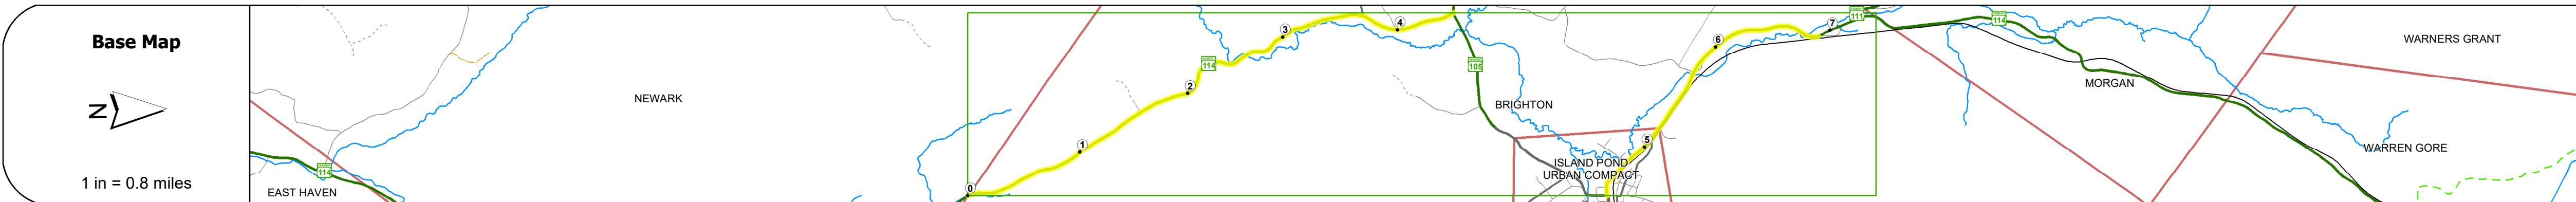 Base Map
N
1 in = 0.8 miles
114
EAST HAVEN
NEWARK
0
1
2
114
3
4
105
BRIGHTON
ISLAND POND
URBAN COMPACT
5
6
7
111
114
MORGAN
WARNERS GRANT
WARREN GORE